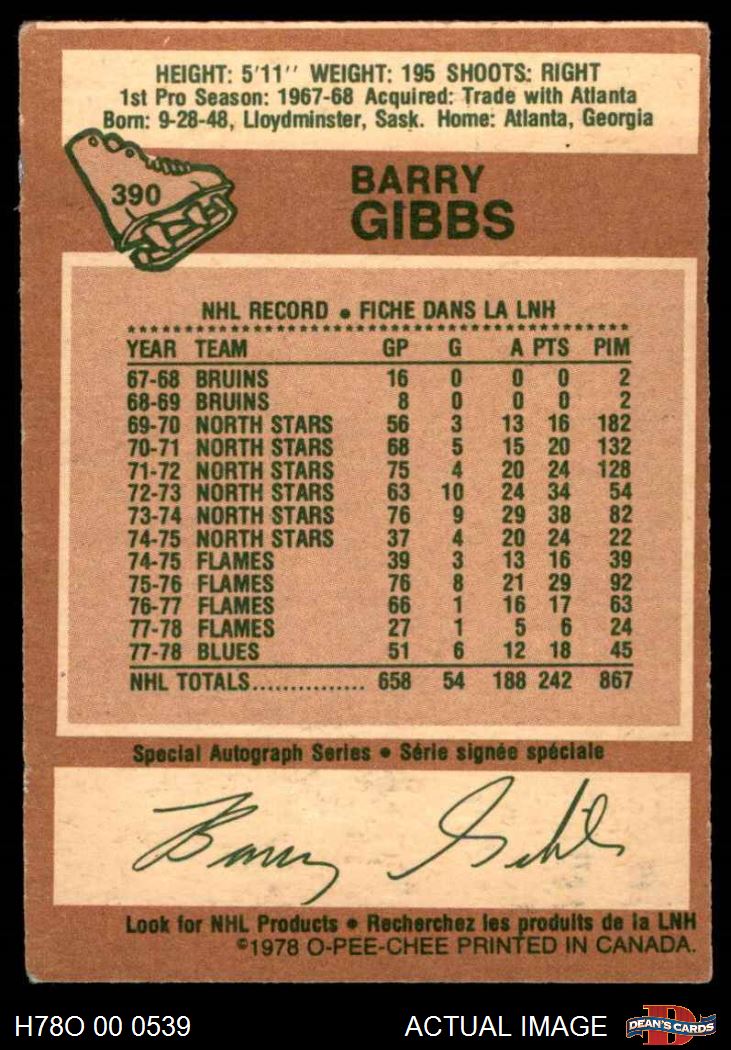 HEIGHT: 5'11'' WEIGHT: 195 SHOOTS: RIGHT
1st Pro Season: 1967-68 Acquired: Trade with Atlanta
Born: 9-28-48, Lloydminster, Sask. Home: Atlanta, Georgia
390
BARRY
GIBBS
NHL RECORD • FICHE DANS LA LNH
YEAR TEAM GP G A PTS PIM
67-68 BRUINS 16 0 0 0 2
68-69 BRUINS 8 0 0 0 2
69-70 NORTH STARS 56 3 13 16 182
70-71 NORTH STARS 68 5 15 20 132
71-72 NORTH STARS 75 4 20 24 128
72-73 NORTH STARS 63 10 24 34 54
73-74 NORTH STARS 76 9 29 38 82
74-75 NORTH STARS 37 4 20 24 22
74-75 FLAMES 39 3 13 16 39
75-76 FLAMES 76 8 21 29 92
76-77 FLAMES 66 1 16 17 63
77-78 FLAMES 27 1 5 6 24
77-78 BLUES 51 6 12 18 45
NHL TOTALS............... 658 54 188 242 867
Special Autograph Series • Série signée spéciale
Barry Gibbs
Look for NHL Products • Recherchez les produits de la LNH
©1978 O-PEE-CHEE PRINTED IN CANADA.
H78O 00 0539 ACTUAL IMAGE
D
DEAN'S CARDS